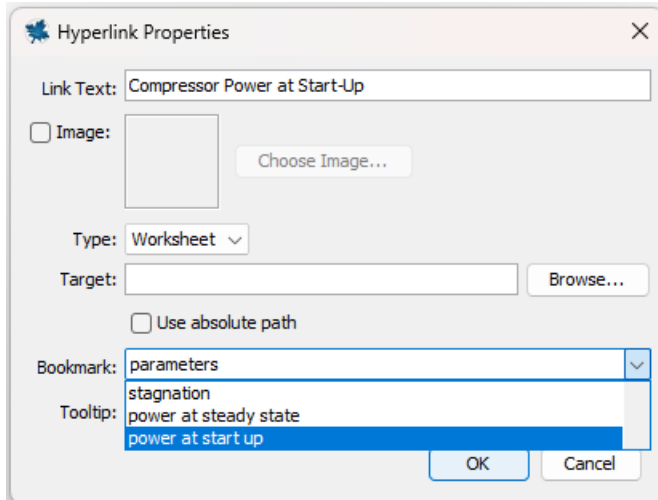 Hyperlink Properties
Link Text: Compressor Power at Start-Up
Image:
Choose Image...
Type: Worksheet
Target:
Browse...
Use absolute path
Bookmark: parameters
stagnation
Tooltip: power at steady state
power at start up
OK Cancel